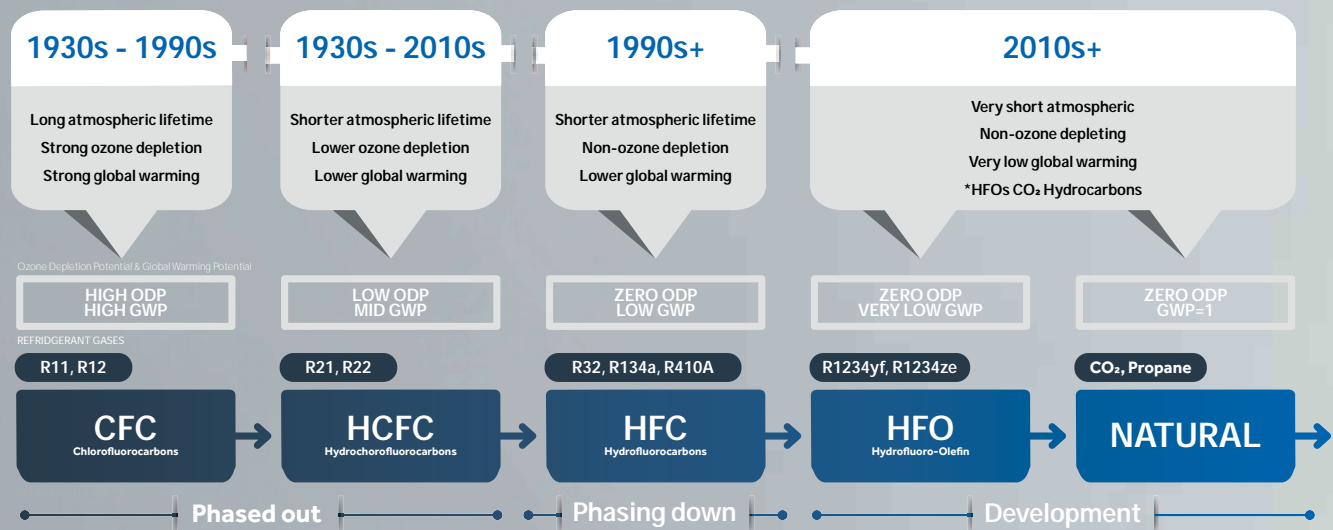 1930s - 1990s
Long atmospheric lifetime
Strong ozone depletion
Strong global warming
1930s - 2010s
Shorter atmospheric lifetime
Lower ozone depletion
Lower global warming
1990s+
Shorter atmospheric lifetime
Non-ozone depletion
Lower global warming
2010s+
Very short atmospheric
Non-ozone depleting
Very low global warming
*HFOs CO₂ Hydrocarbons
Ozone Depletion Potential & Global Warming Potential
HIGH ODP
HIGH GWP
LOW ODP
MID GWP
ZERO ODP
LOW GWP
ZERO ODP
VERY LOW GWP
ZERO ODP
GWP=1
REFRIDGERANT GASES
R11, R12
R21, R22
R32, R134a, R410A
R1234yf, R1234ze
CO₂, Propane
CFC
Chlorofluorocarbons
HCFC
Hydrochorofluorocarbons
HFC
Hydrofluorocarbons
HFO
Hydrofluoro-Olefin
NATURAL
Phased out
Phasing down
Development